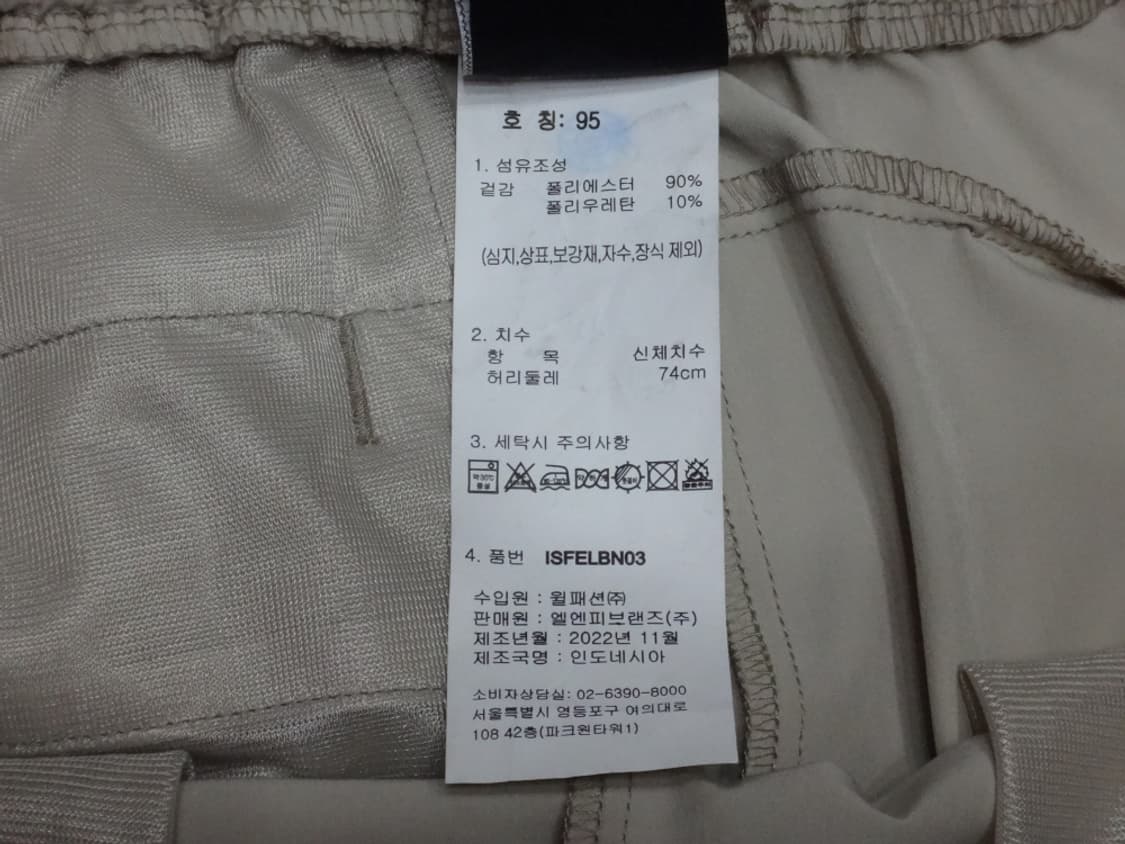 호 칭: 95
1. 섬유조성
겉감 폴리에스터 90%
폴리우레탄 10%
(심지,상표,보강재,자수,장식 제외)
2. 치수
항 목 신체치수
허리둘레 74cm
3. 세탁시 주의사항
약30℃
중성
4. 품번 ISFELBN03
수입원 : 월패션㈜
판매원 : 엘엔피브랜즈(주)
제조년월 : 2022년 11월
제조국명 : 인도네시아
소비자상담실: 02-6390-8000
서울특별시 영등포구 여의대로
108 42층(파크원타워1)